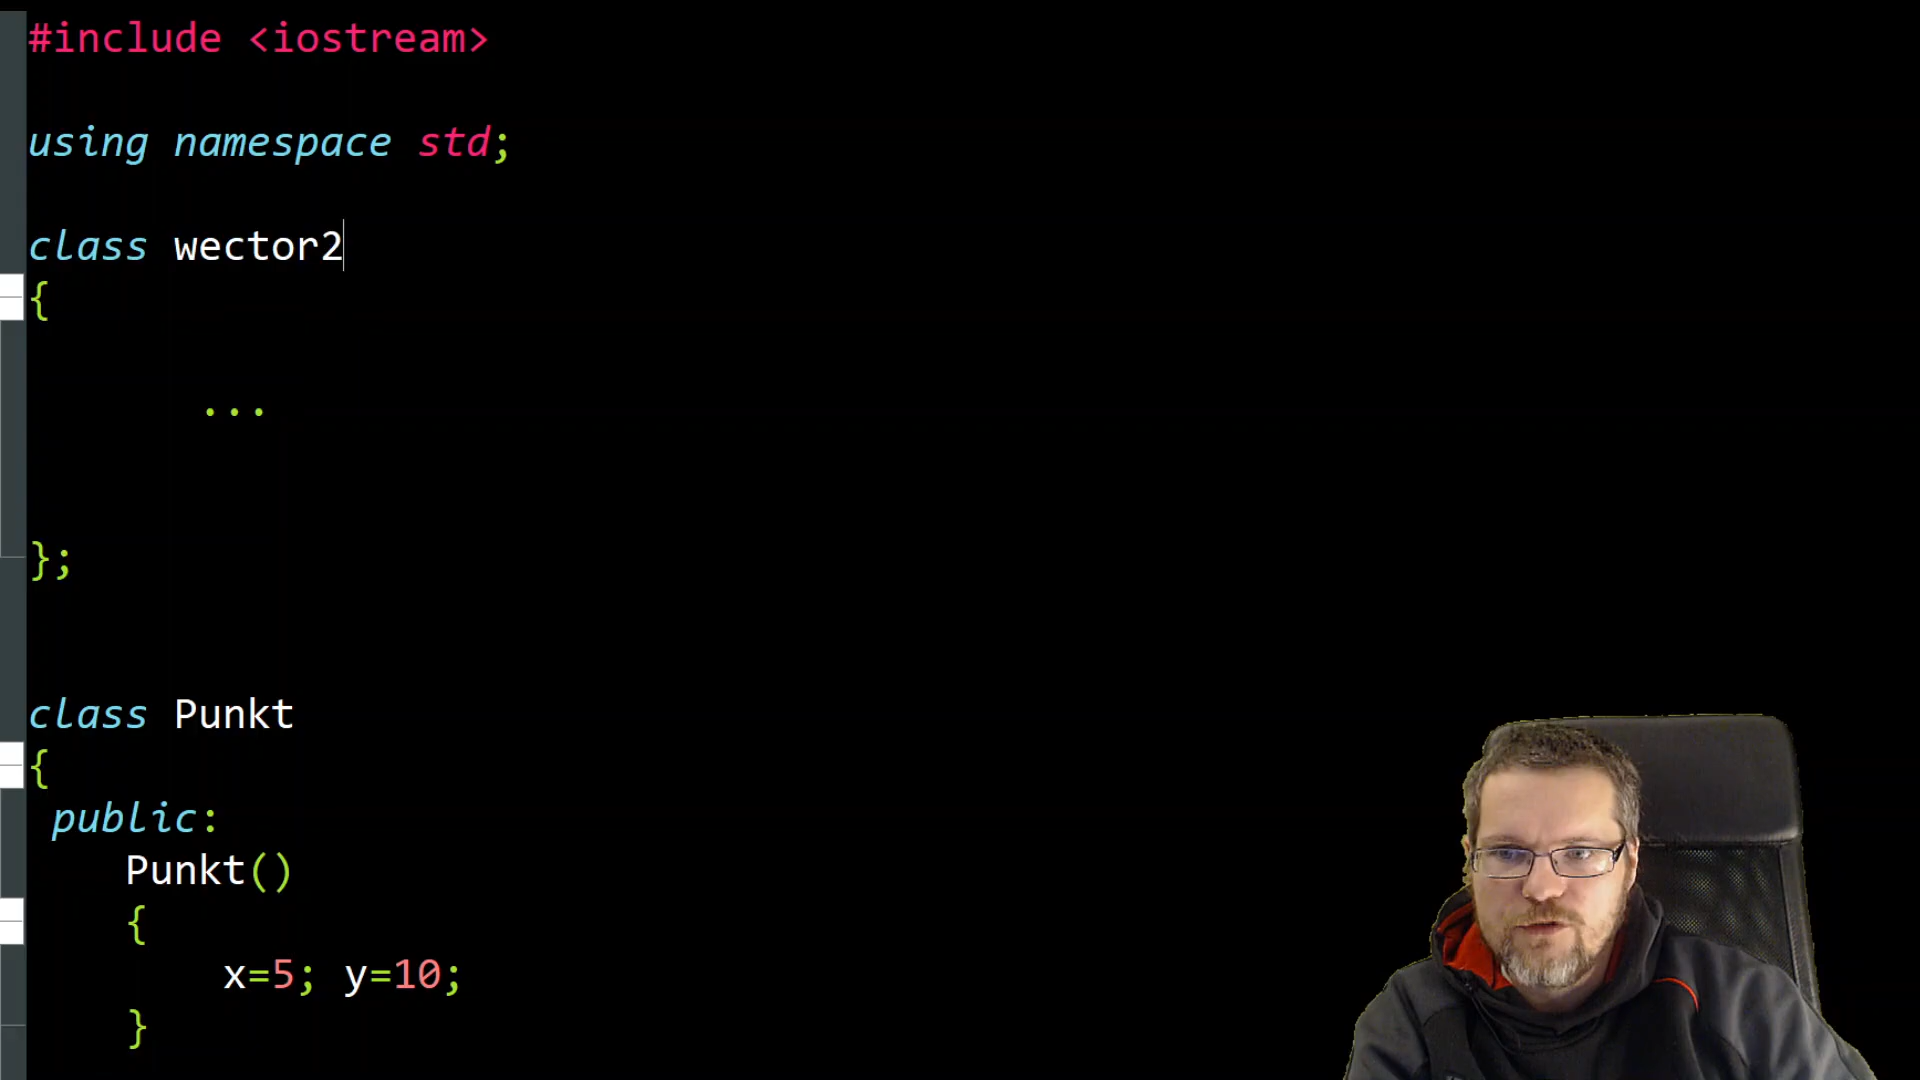 #include <iostream>
using namespace std;
class wector2
{
...
};
class Punkt
{
public:
Punkt()
{
x=5; y=10;
}